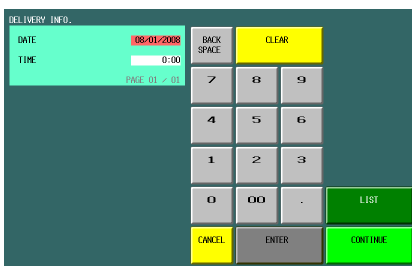 DELIVERY INFO.
DATE 08/01/2008
TIME 0:00
PAGE 01 / 01
BACK SPACE
CLEAR
7 8 9
4 5 6
1 2 3
0 00 .
LIST
CANCEL ENTER CONTINUE